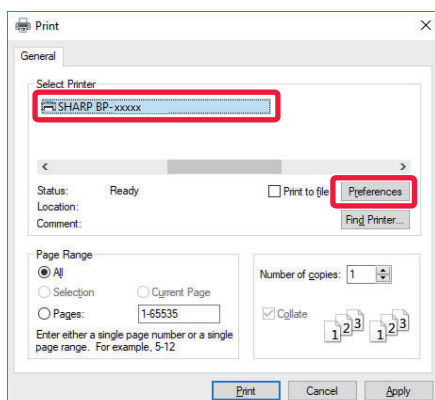 Print
General
Select Printer
SHARP BP-xxxxx
Status: Ready
Print to file
Preferences
Location:
Comment:
Find Printer...
Page Range
All
Selection
Current Page
Pages: 1-65535
Enter either a single page number or a single
page range. For example, 5-12
Number of copies: 1
Collate
1 2 3 1 2 3
Print Cancel Apply